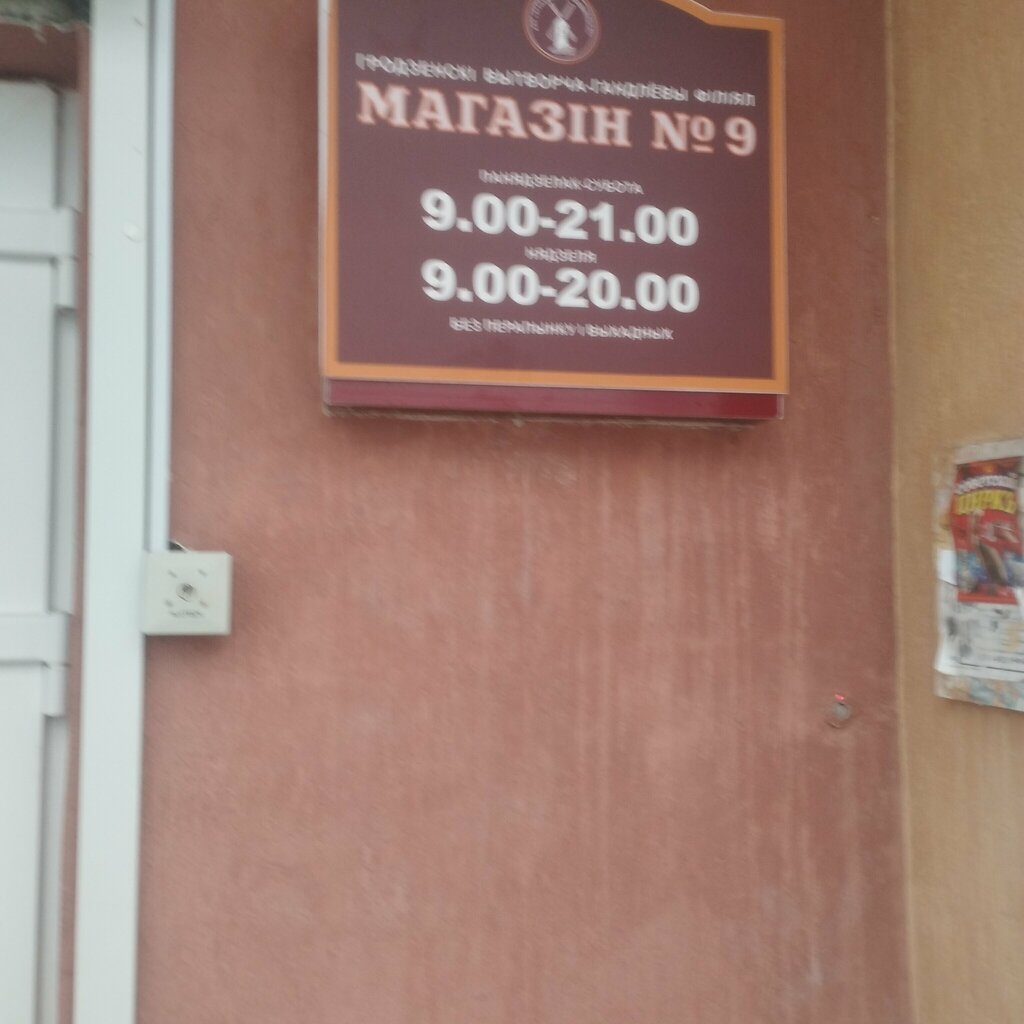 ГРОДЗЕНСКІ ВЫТВОРЧА-ГАНДЛЁВЫ ФІЛІЯЛ
МАГАЗІН № 9
ПАНЯДЗЕЛАК-СУБОТА
9.00-21.00
НЯДЗЕЛЯ
9.00-20.00
БЕЗ ПЕРАПЫНКУ І ВЫХАДНЫХ
ЦИРК